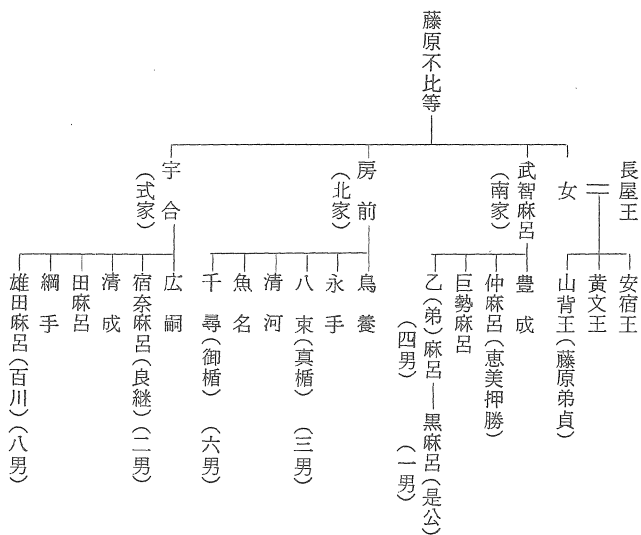 藤原不比等
長屋王
女
武智麻呂
(南家)
房前
(北家)
宇合
(式家)
安宿王
黄文王
山背王(藤原弟貞)
豊成
仲麻呂(恵美押勝)
巨勢麻呂
乙(弟)麻呂
(四男)
黒麻呂(是公)
(一男)
鳥養
永手
八束(真楯)(三男)
清河
魚名
千尋(御楯)(六男)
広嗣
宿奈麻呂(良継)(二男)
清成
田麻呂
綱手
雄田麻呂(百川)(八男)